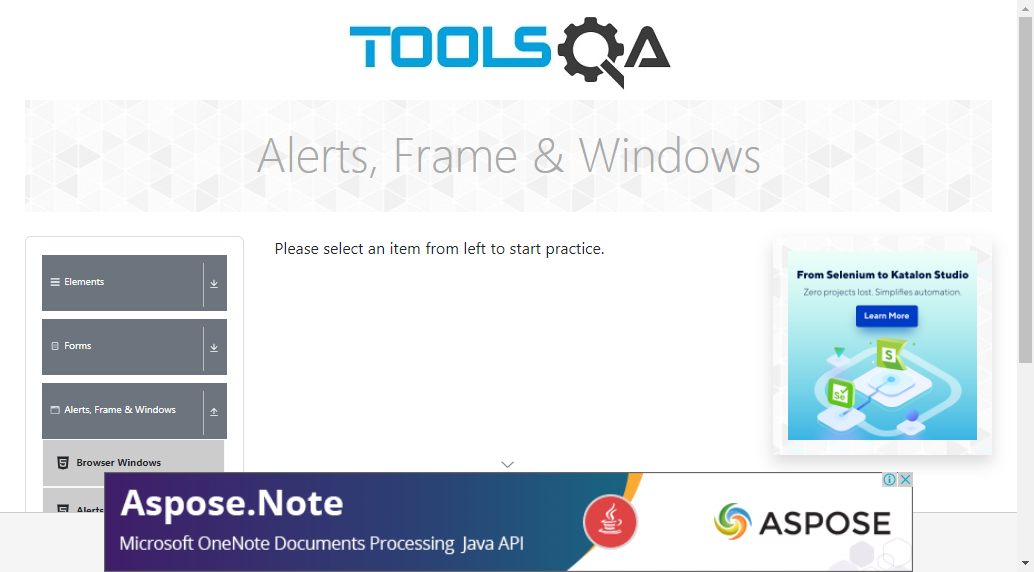 TOOLSQA
Alerts, Frame & Windows
Elements
Forms
Alerts, Frame & Windows
Browser Windows
Alerts
Please select an item from left to start practice.
From Selenium to Katalon Studio
Zero projects lost. Simplifies automation.
Learn More
S
Se
Aspose.Note
Microsoft OneNote Documents Processing Java API
ASPOSE